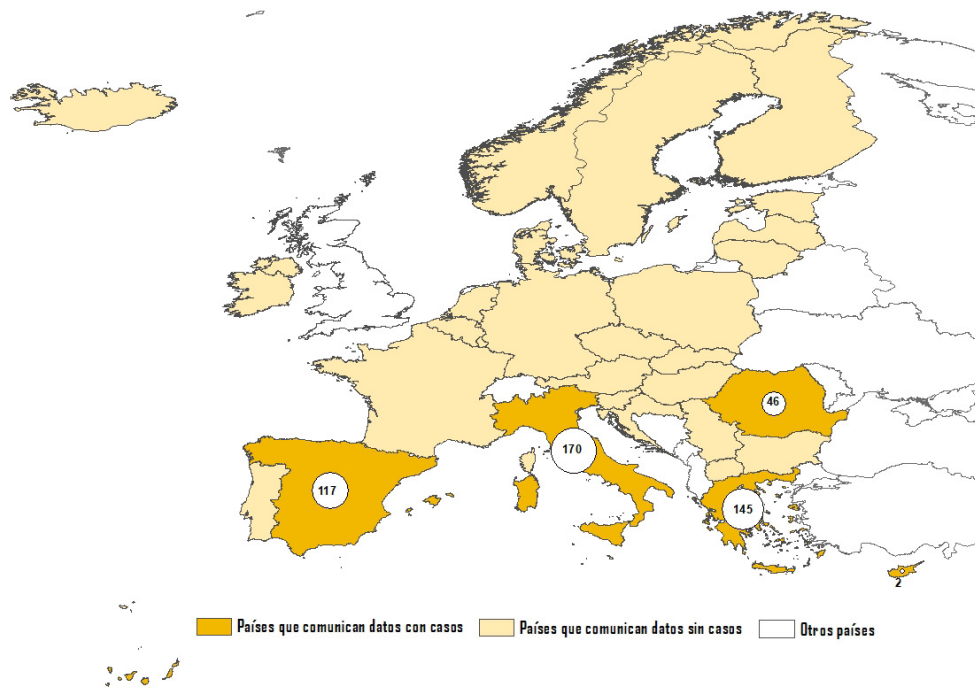 46
170
117
145
2
Países que comunican datos con casos
Países que comunican datos sin casos
Otros países